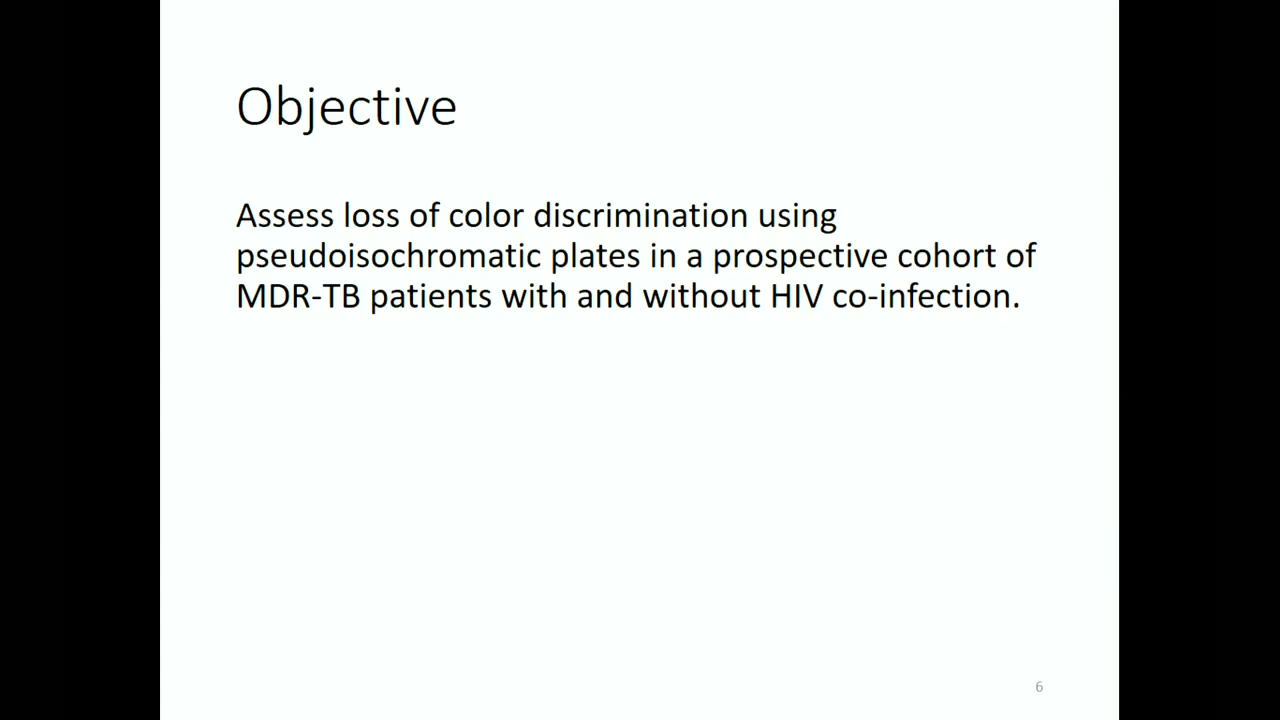 Objective
Assess loss of color discrimination using
pseudoisochromatic plates in a prospective cohort of
MDR-TB patients with and without HIV co-infection.
6